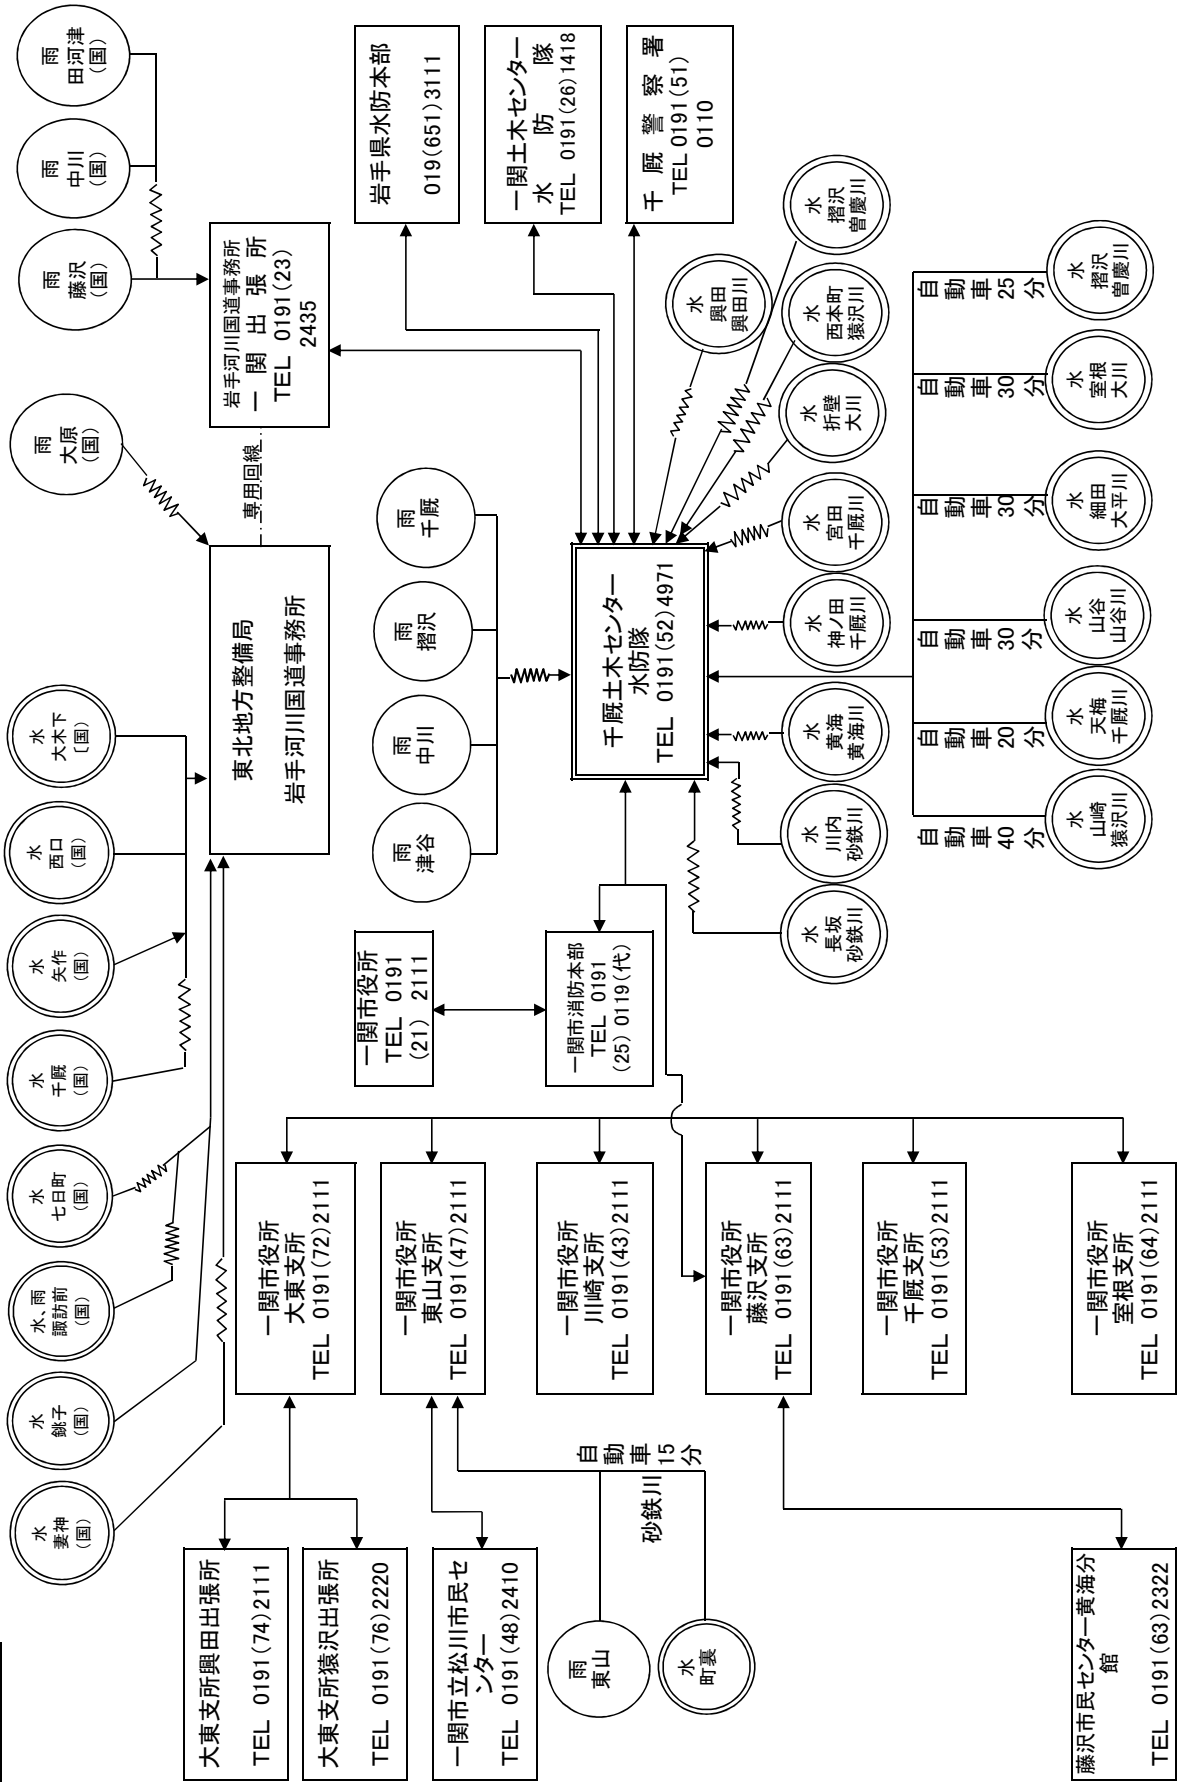 水
妻神
(国)
水
銚子
(国)
水、雨
諏訪前
(国)
水
七日町
(国)
水
千厩
(国)
水
矢作
(国)
水
西口
(国)
水
大木下
[国]
雨
大原
(国)
雨
藤沢
(国)
雨
中川
(国)
雨
田河津
(国)
東北地方整備局
岩手河川国道事務所
専用回線
岩手河川国道事務所
一関出張所
TEL 0191(23)
2435
大東支所興田出張所
TEL 0191(74)2111
大東支所猿沢出張所
TEL 0191(76)2220
一関市立松川市民セ
ンター
TEL 0191(48)2410
雨
東山
水
町裏
砂鉄川
自動車15分
藤沢市民センター黄海分
館
TEL 0191(63)2322
一関市役所
大東支所
TEL 0191(72)2111
一関市役所
東山支所
TEL 0191(47)2111
一関市役所
川崎支所
TEL 0191(43)2111
一関市役所
藤沢支所
TEL 0191(63)2111
一関市役所
千厩支所
TEL 0191(53)2111
一関市役所
室根支所
TEL 0191(64)2111
一関市役所
TEL 0191
(21) 2111
一関市消防本部
TEL 0191
(25) 0119(代)
雨
津谷
雨
中川
雨
摺沢
雨
千厩
千厩土木センター
水防隊
TEL 0191(52)4971
岩手県水防本部
019(651)3111
一関土木センター
水防隊
TEL 0191(26)1418
千厩警察署
TEL 0191(51)
0110
水
長坂
砂鉄川
水
川内
砂鉄川
水
黄海
黄海川
水
神ノ田
千厩川
水
宮田
千厩川
水
折壁
大川
水
西本町
猿沢川
水
興田
興田川
水
摺沢
曽慶川
自動車40分
自動車20分
自動車30分
自動車30分
自動車30分
自動車25分
水
山崎
猿沢川
水
天梅
千厩川
水
山谷
山谷川
水
細田
大平川
水
室根
大川
水
摺沢
曽慶川